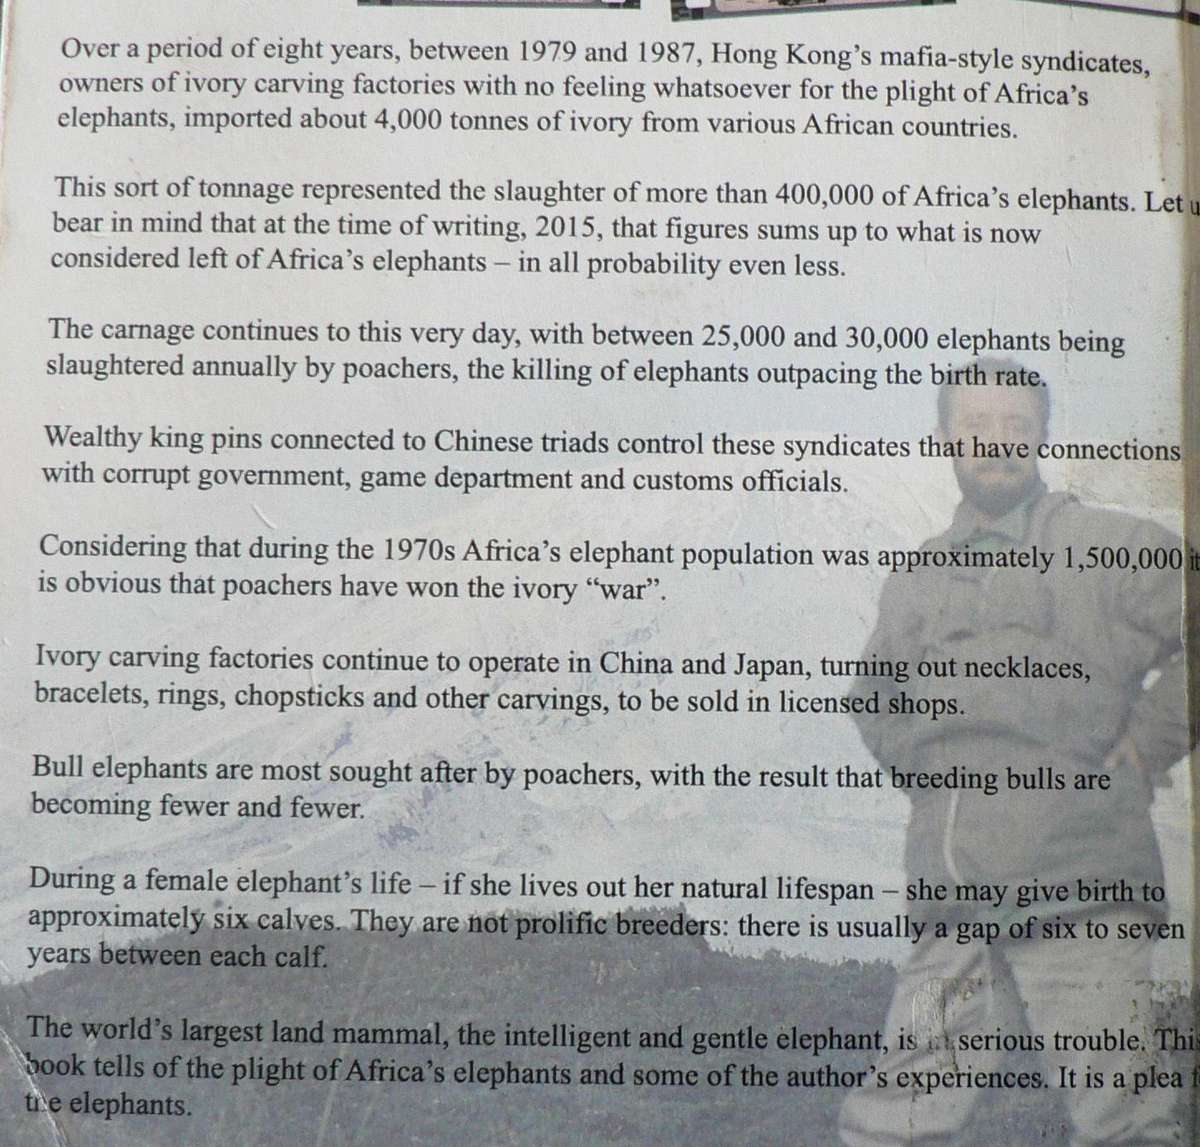 Over a period of eight years, between 1979 and 1987, Hong Kong’s mafia-style syndicates,
owners of ivory carving factories with no feeling whatsoever for the plight of Africa’s
elephants, imported about 4,000 tonnes of ivory from various African countries.
This sort of tonnage represented the slaughter of more than 400,000 of Africa’s elephants. Let u
bear in mind that at the time of writing, 2015, that figures sums up to what is now
considered left of Africa’s elephants – in all probability even less.
The carnage continues to this very day, with between 25,000 and 30,000 elephants being
slaughtered annually by poachers, the killing of elephants outpacing the birth rate.
Wealthy king pins connected to Chinese triads control these syndicates that have connections
with corrupt government, game department and customs officials.
Considering that during the 1970s Africa’s elephant population was approximately 1,500,000 it
is obvious that poachers have won the ivory “war”.
Ivory carving factories continue to operate in China and Japan, turning out necklaces,
bracelets, rings, chopsticks and other carvings, to be sold in licensed shops.
Bull elephants are most sought after by poachers, with the result that breeding bulls are
becoming fewer and fewer.
During a female elephant’s life – if she lives out her natural lifespan – she may give birth to
approximately six calves. They are not prolific breeders: there is usually a gap of six to seven
years between each calf.
The world’s largest land mammal, the intelligent and gentle elephant, is in serious trouble. This
book tells of the plight of Africa’s elephants and some of the author’s experiences. It is a plea f
the elephants.